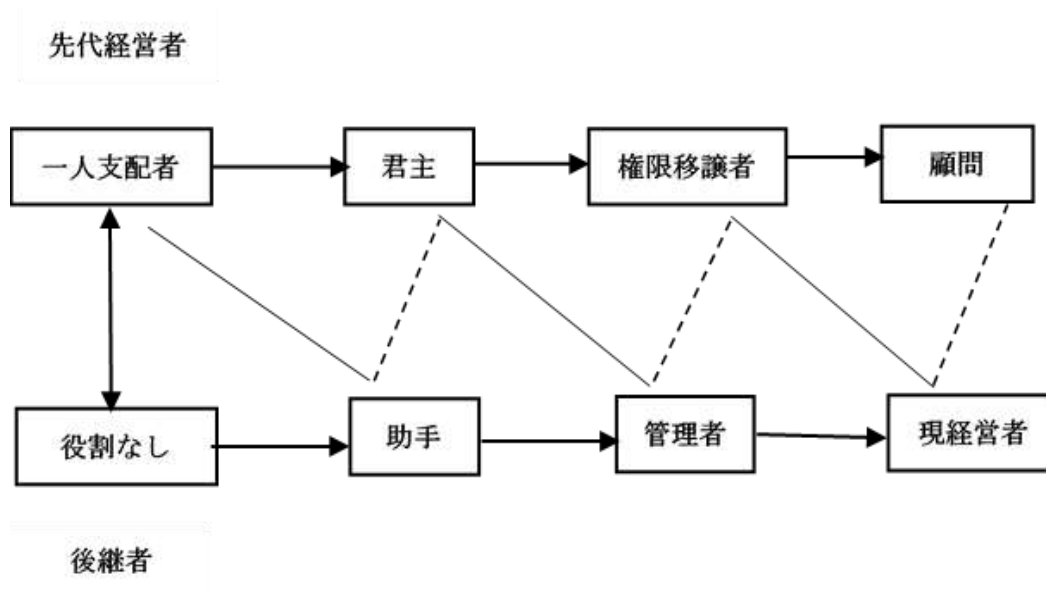 先代経営者
一人支配者
君主
権限移譲者
顧問
役割なし
助手
管理者
現経営者
後継者